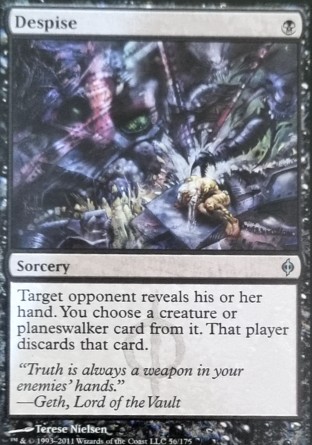 Despise
Sorcery
Target opponent reveals his or her
hand. You choose a creature or
planeswalker card from it. That player
discards that card.
"Truth is always a weapon in your
enemies' hands."
—Geth, Lord of the Vault
Terese Nielsen
™ & © 1993–2011 Wizards of the Coast LLC 56/175